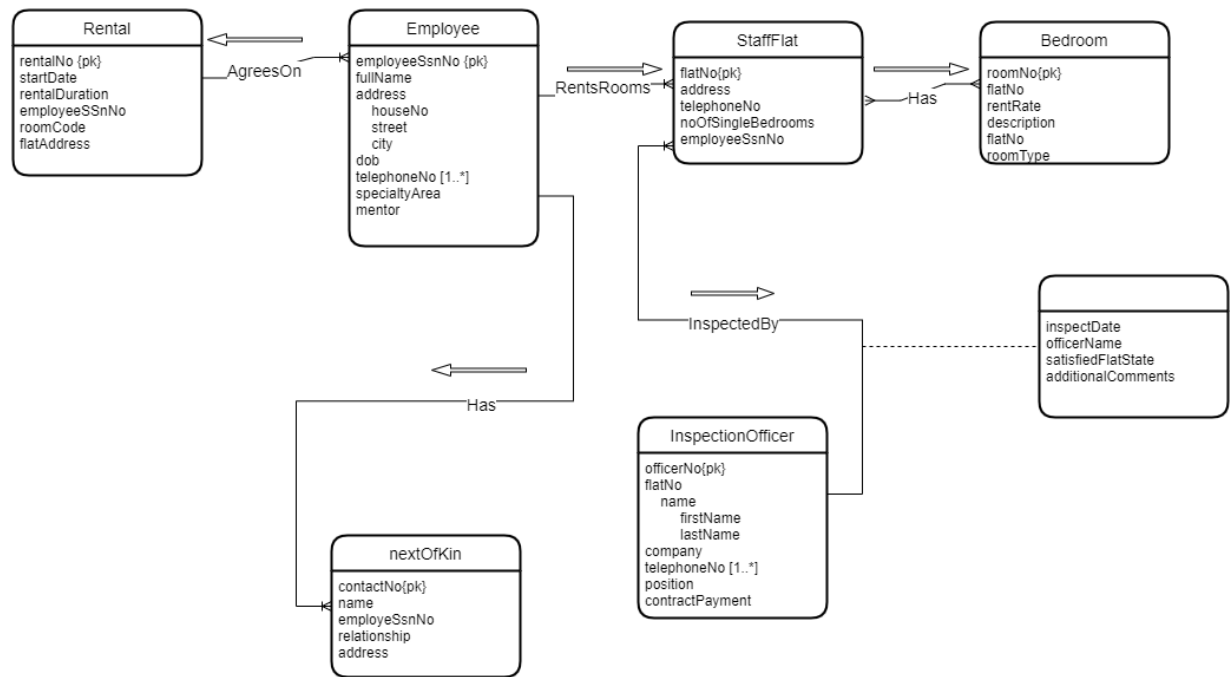 Rental
rentalNo {pk}
startDate
rentalDuration
employeeSSnNo
roomCode
flatAddress
AgreesOn
Employee
employeeSsnNo {pk}
fullName
address
houseNo
street
city
dob
telephoneNo [1..*]
specialtyArea
mentor
RentsRooms
StaffFlat
flatNo{pk}
address
telephoneNo
noOfSingleBedrooms
employeeSsnNo
Has
Bedroom
roomNo{pk}
flatNo
rentRate
description
flatNo
roomType
InspectedBy
inspectDate
officerName
satisfiedFlatState
additionalComments
Has
InspectionOfficer
officerNo{pk}
flatNo
name
firstName
lastName
company
telephoneNo [1..*]
position
contractPayment
nextOfKin
contactNo{pk}
name
employeSsnNo
relationship
address